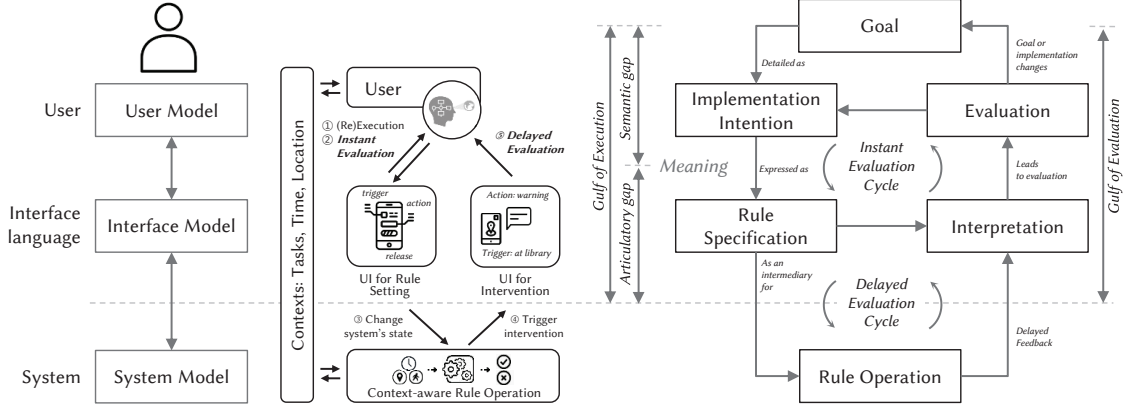 User
User Model
Interface
language
Interface Model
System
System Model
Contexts: Tasks, Time, Location
User
① (Re)Execution
② Instant
Evaluation
⑤ Delayed
Evaluation
trigger
action
release
UI for Rule
Setting
Action: warning
Trigger: at library
UI for
Intervention
③ Change
system's state
④ Trigger
intervention
Context-aware Rule Operation
Gulf of Execution
Semantic gap
Articulatory gap
Meaning
Goal
Detailed as
Goal or
implementation
changes
Implementation
Intention
Evaluation
Expressed as
Instant
Evaluation
Cycle
Leads
to evaluation
Rule
Specification
Interpretation
As an
intermediary
for
Delayed
Evaluation
Cycle
Delayed
Feedback
Rule Operation
Gulf of Evaluation